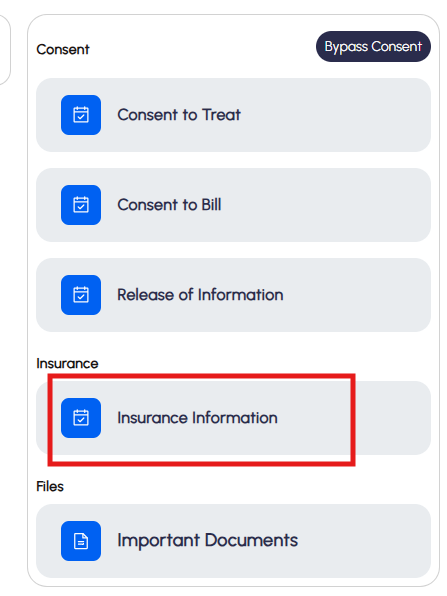 Consent
Bypass Consent
Consent to Treat
Consent to Bill
Release of Information
Insurance
Insurance Information
Files
Important Documents